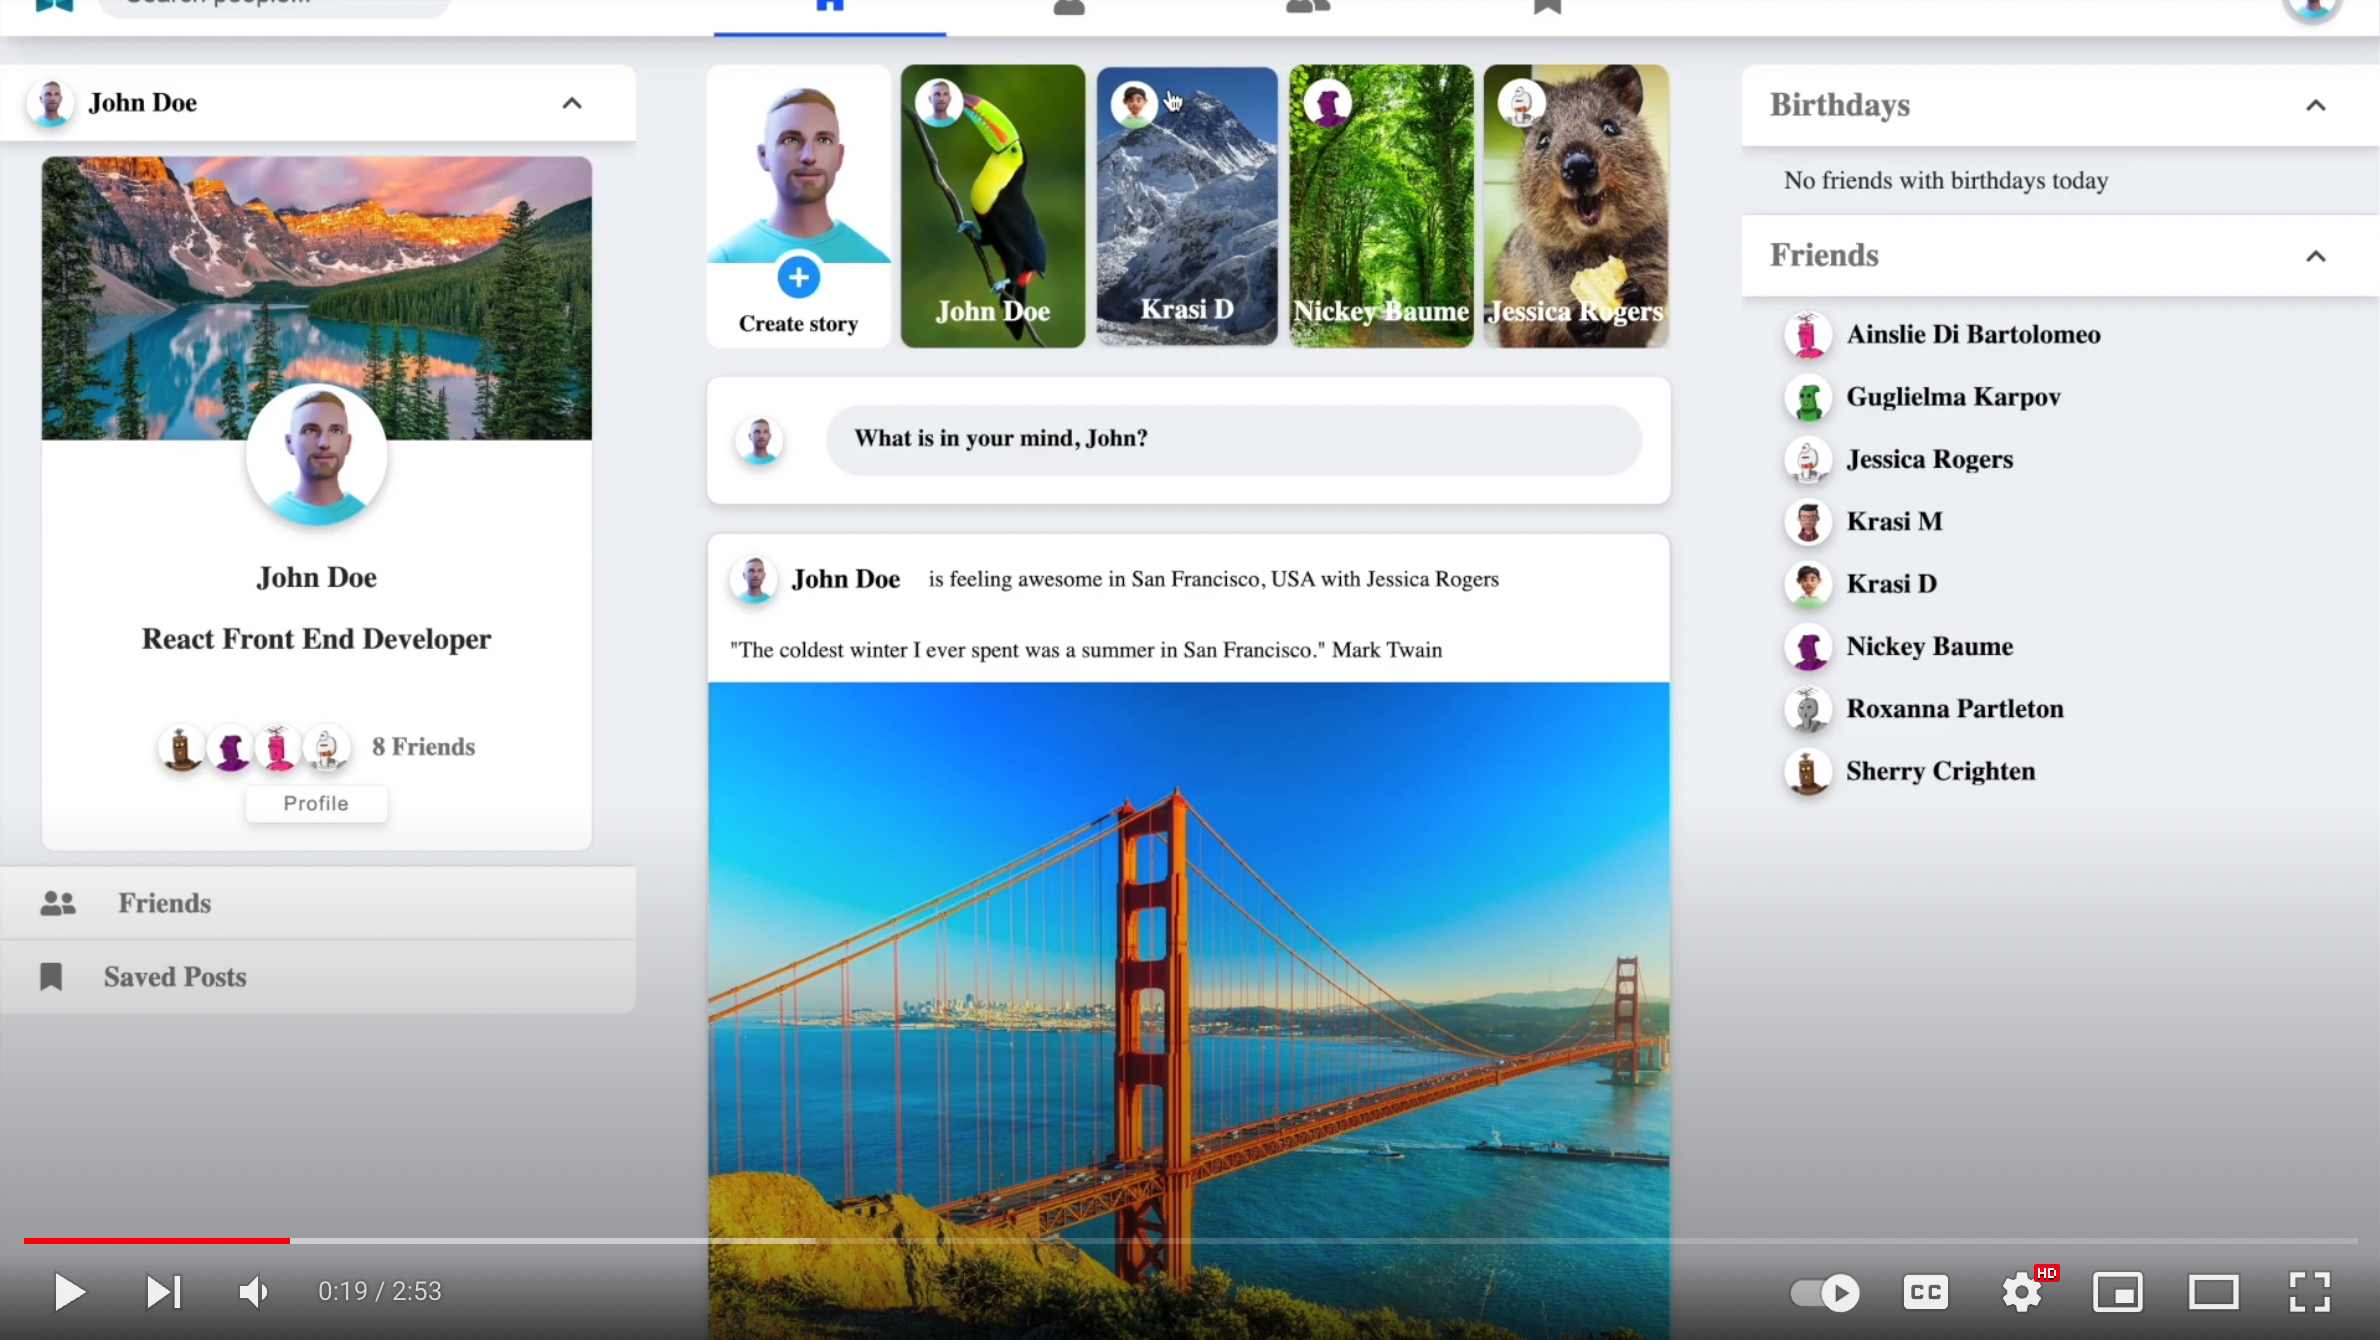 Search people...
John Doe
John Doe
React Front End Developer
8 Friends
Profile
Friends
Saved Posts
Create story
John Doe
Krasi D
Nickey Baume
Jessica Rogers
What is in your mind, John?
John Doe is feeling awesome in San Francisco, USA with Jessica Rogers
"The coldest winter I ever spent was a summer in San Francisco." Mark Twain
Birthdays
No friends with birthdays today
Friends
Ainslie Di Bartolomeo
Guglielma Karpov
Jessica Rogers
Krasi M
Krasi D
Nickey Baume
Roxanna Partleton
Sherry Crighten
0:19 / 2:53
CC
HD